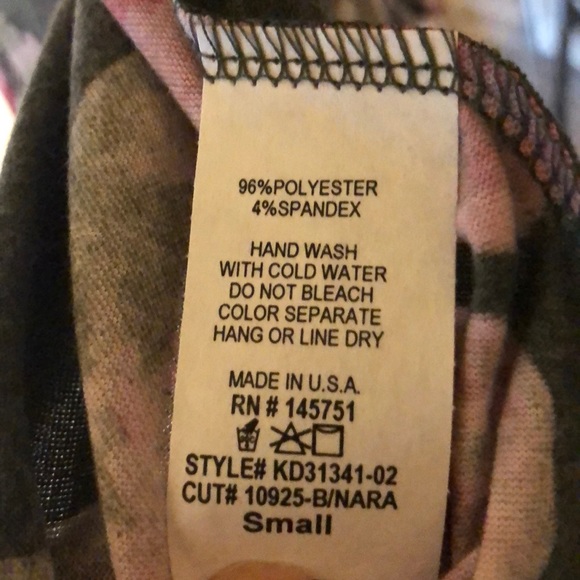 96%POLYESTER
4%SPANDEX
HAND WASH
WITH COLD WATER
DO NOT BLEACH
COLOR SEPARATE
HANG OR LINE DRY
MADE IN U.S.A.
RN # 145751
STYLE# KD31341-02
CUT# 10925-B/NARA
Small